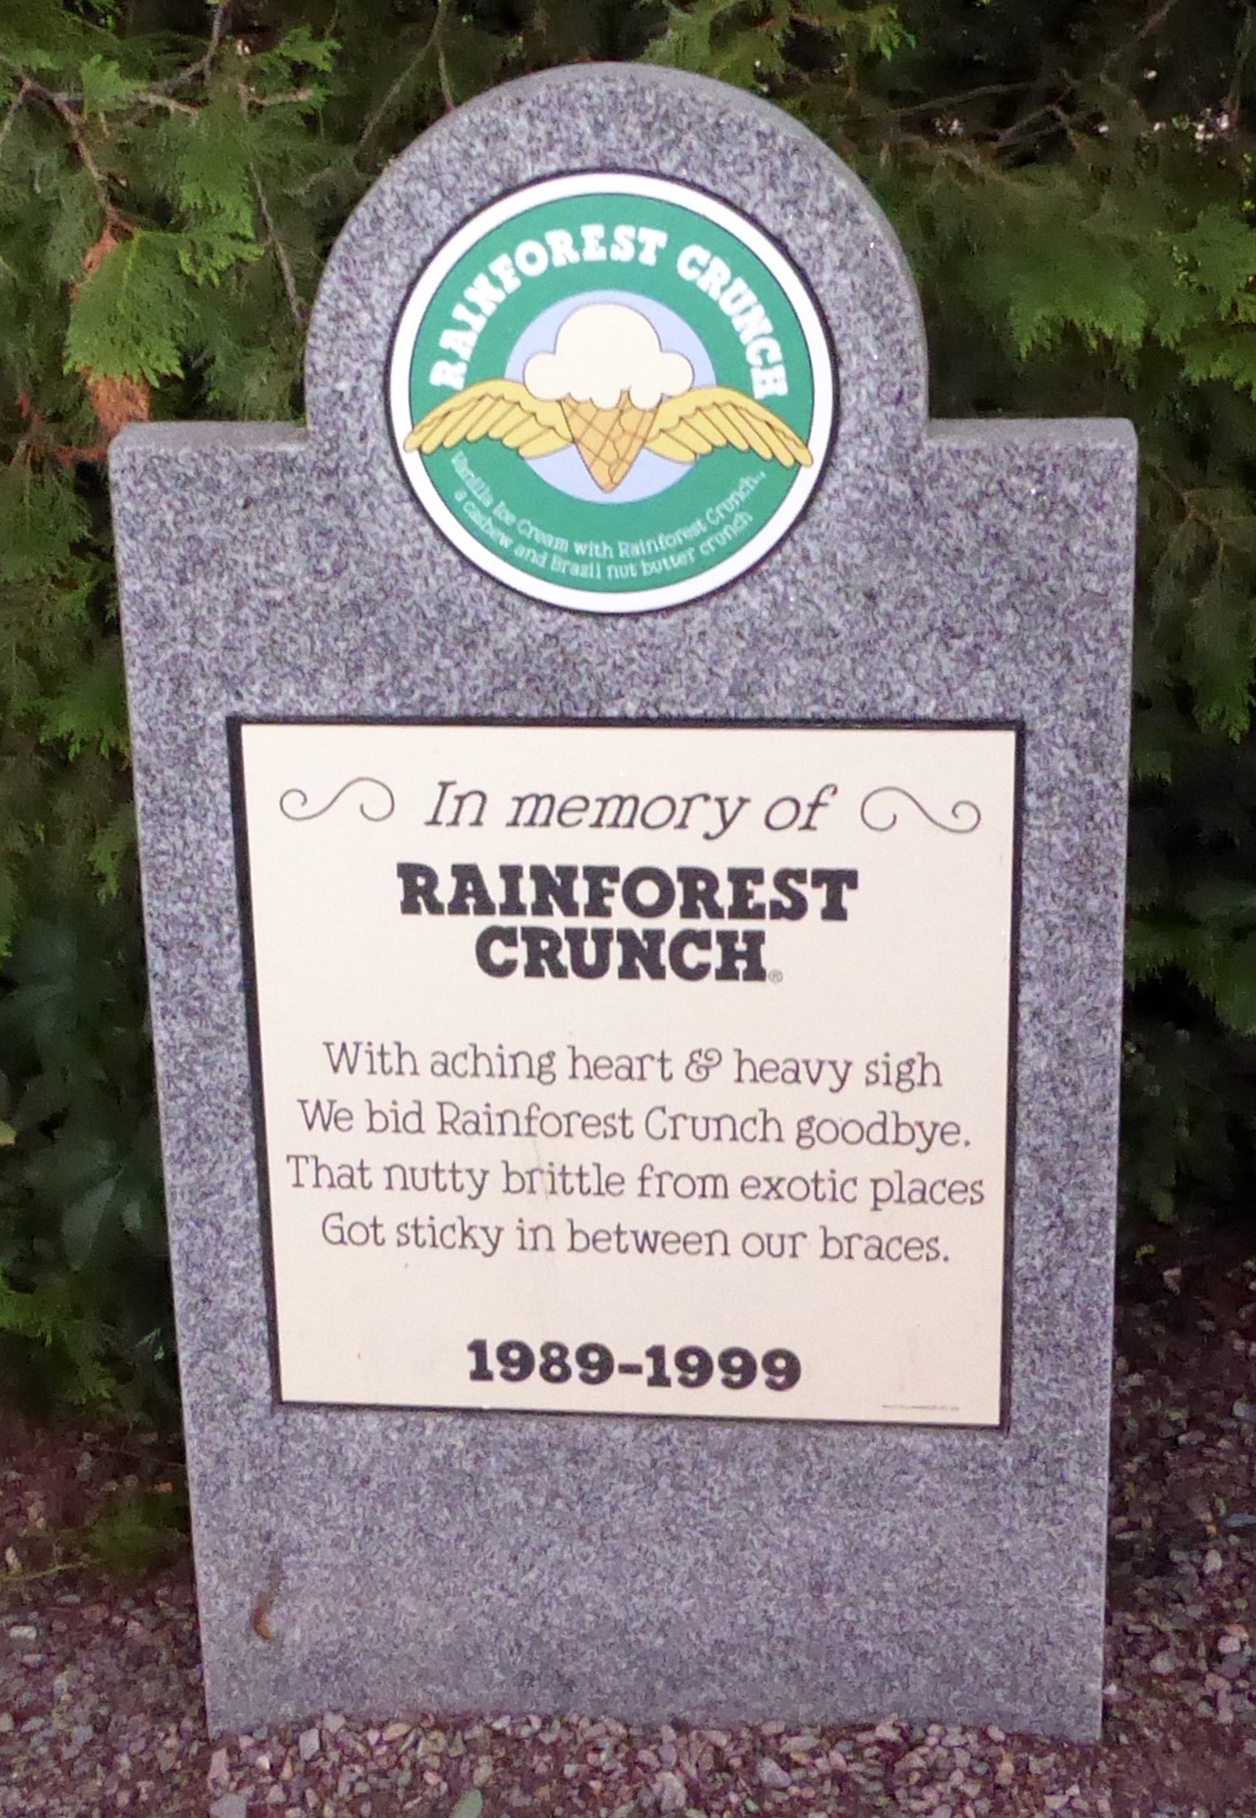 RAINFOREST CRUNCH
Vanilla Ice Cream with Rainforest Crunch,
a cashew and Brazil nut butter crunch
In memory of
RAINFOREST
CRUNCH®
With aching heart & heavy sigh
We bid Rainforest Crunch goodbye.
That nutty brittle from exotic places
Got sticky in between our braces.
1989-1999